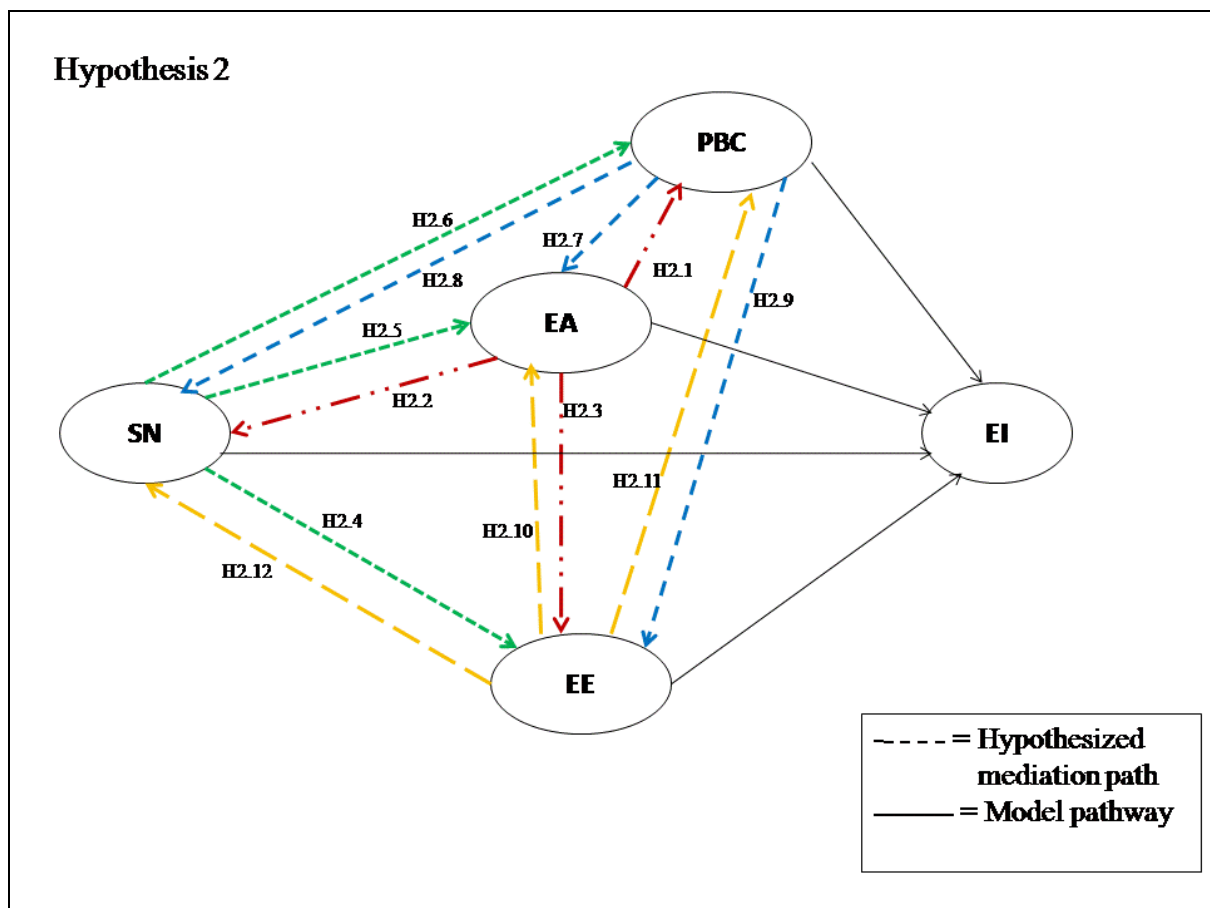 Hypothesis 2
PBC
H2.6
H2.7
H2.8
H2.1
H2.9
EA
H2.5
H2.2
H2.3
SN
EI
H2.11
H2.4
H2.10
H2.12
EE
= Hypothesized
mediation path
= Model pathway